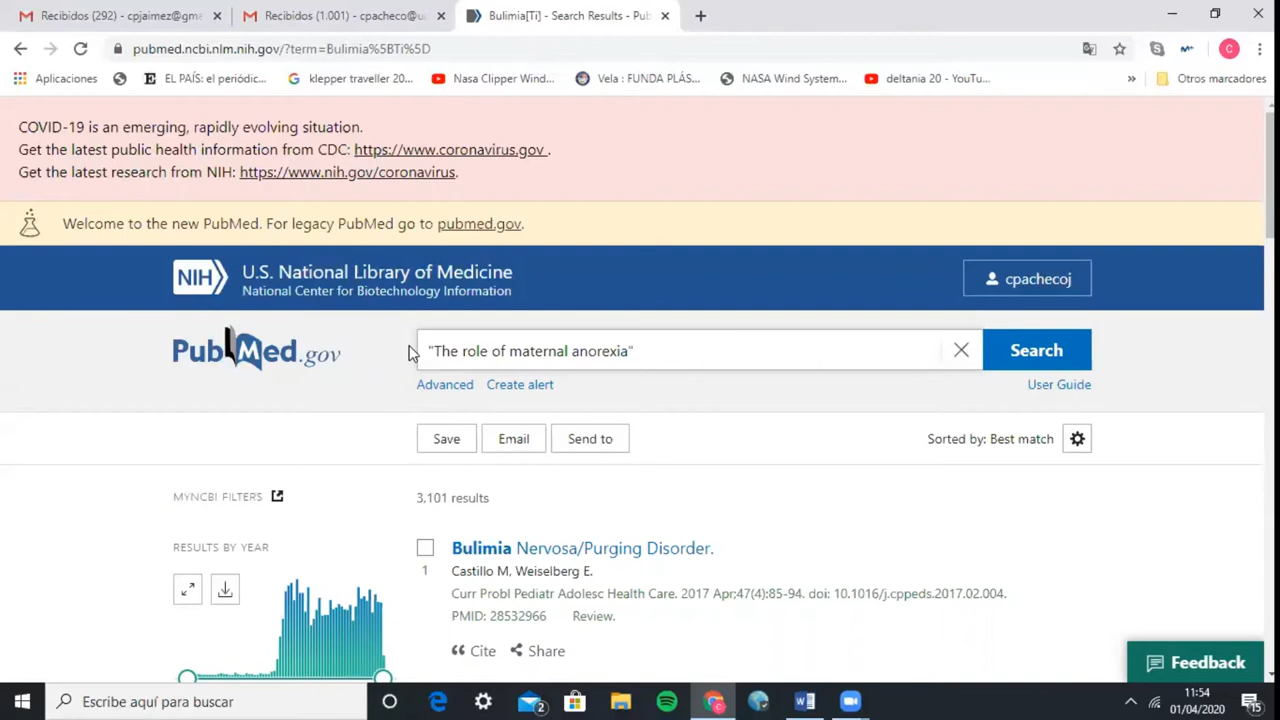 Recibidos (292) - cpjaimez@gma
Recibidos (1.001) - cpacheco@u
Bulimia[Ti] - Search Results - Pub
pubmed.ncbi.nlm.nih.gov/?term=Bulimia%5BTi%5D
Aplicaciones
EL PAÍS: el periódic...
klepper traveller 20...
Nasa Clipper Wind...
Vela : FUNDA PLÁS...
NASA Wind System...
deltania 20 - YouTu...
»
Otros marcadores
COVID-19 is an emerging, rapidly evolving situation.
Get the latest public health information from CDC: https://www.coronavirus.gov .
Get the latest research from NIH: https://www.nih.gov/coronavirus.
Welcome to the new PubMed. For legacy PubMed go to pubmed.gov.
NIH
U.S. National Library of Medicine
National Center for Biotechnology Information
cpachecoj
PubMed.gov
"The role of maternal anorexia"
Search
Advanced
Create alert
User Guide
Save
Email
Send to
Sorted by: Best match
MYNCBI FILTERS
3,101 results
RESULTS BY YEAR
Bulimia Nervosa/Purging Disorder.
1
Castillo M, Weiselberg E.
Curr Probl Pediatr Adolesc Health Care. 2017 Apr;47(4):85-94. doi: 10.1016/j.cppeds.2017.02.004.
PMID: 28532966 Review.
Cite
Share
Feedback
Escribe aquí para buscar
2
11:54
01/04/2020
15